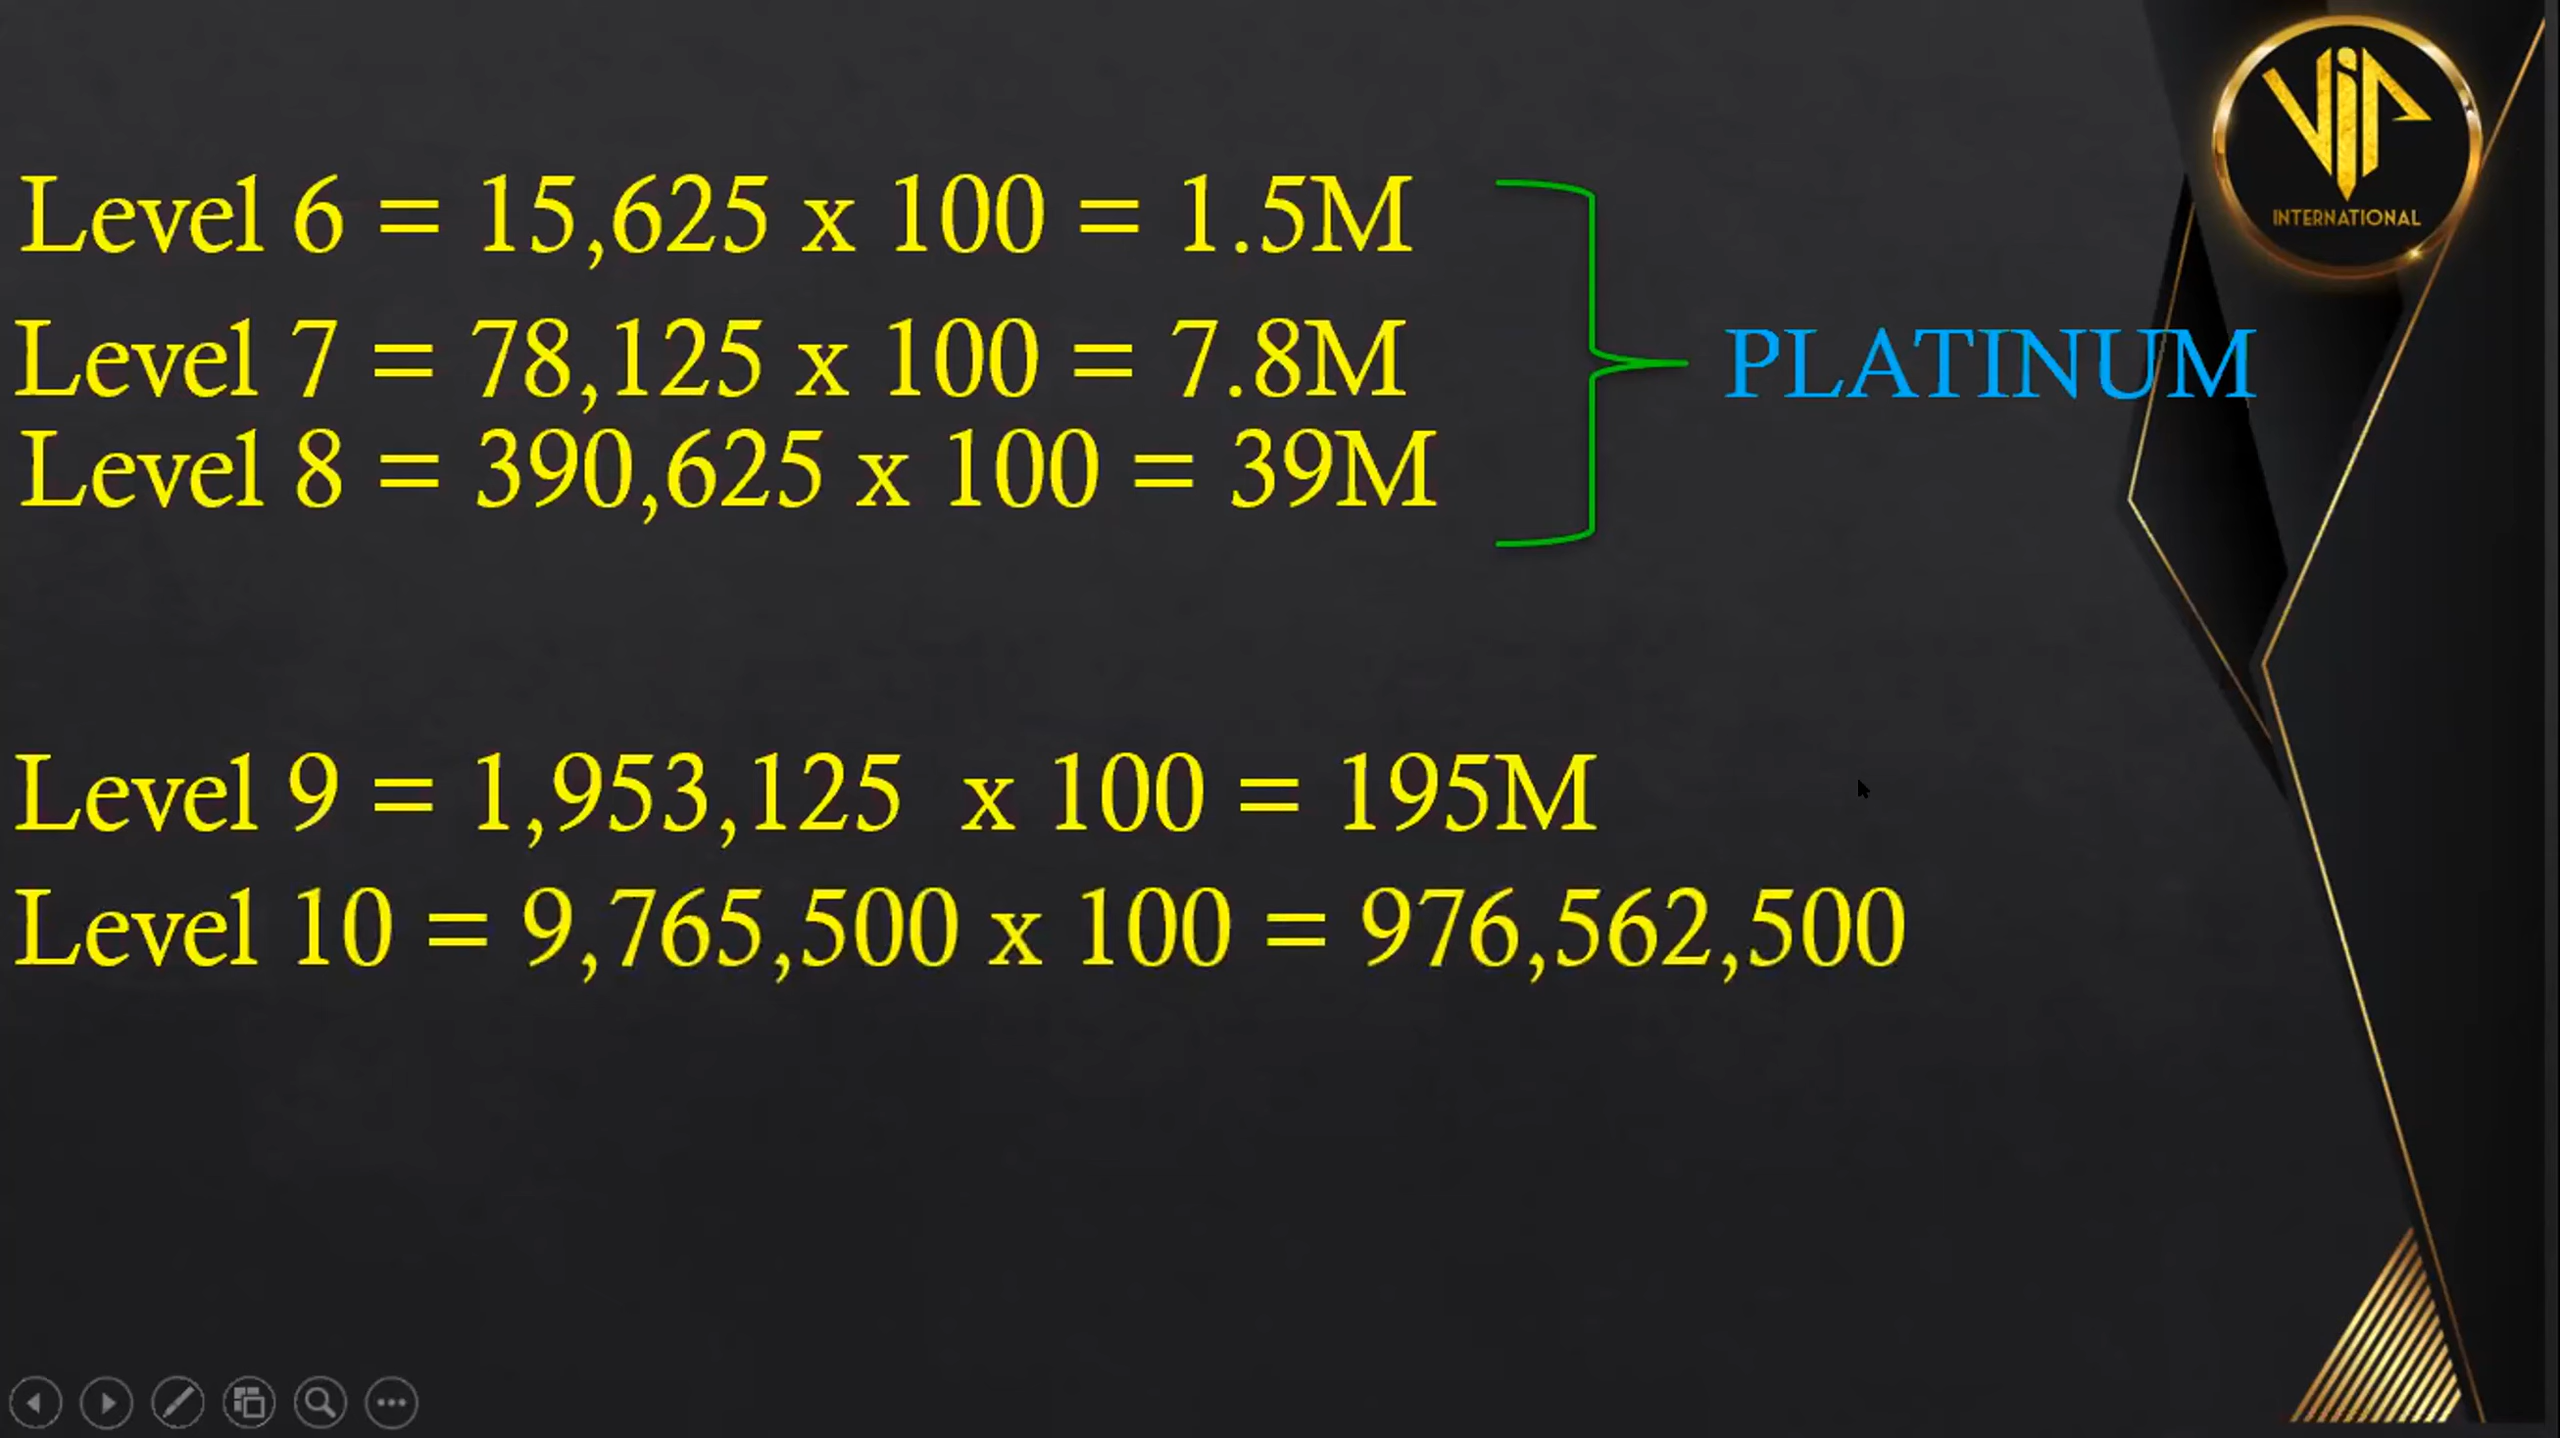 ViP
INTERNATIONAL
Level 6 = 15,625 x 100 = 1.5M
Level 7 = 78,125 x 100 = 7.8M
PLATINUM
Level 8 = 390,625 x 100 = 39M
Level 9 = 1,953,125 x 100 = 195M
Level 10 = 9,765,500 x 100 = 976,562,500